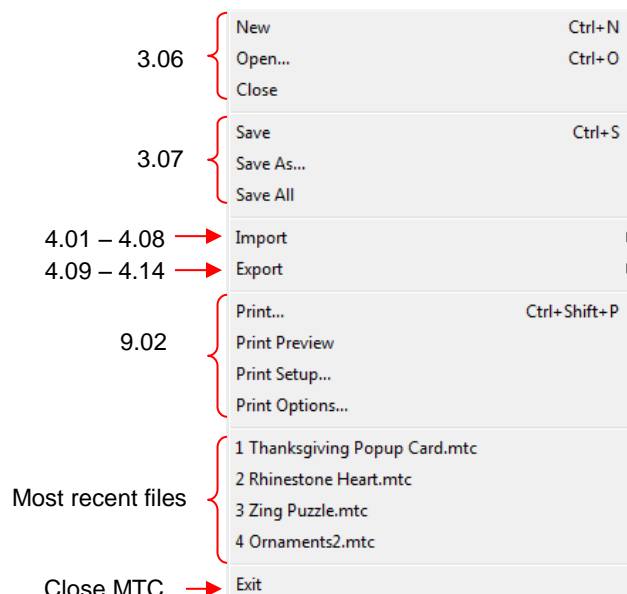 New Ctrl+N
3.06 Open... Ctrl+O
Close
Save Ctrl+S
3.07 Save As...
Save All
4.01 – 4.08 Import
4.09 – 4.14 Export
Print... Ctrl+Shift+P
9.02 Print Preview
Print Setup...
Print Options...
1 Thanksgiving Popup Card.mtc
2 Rhinestone Heart.mtc
Most recent files 3 Zing Puzzle.mtc
4 Ornaments2.mtc
Close MTC Exit